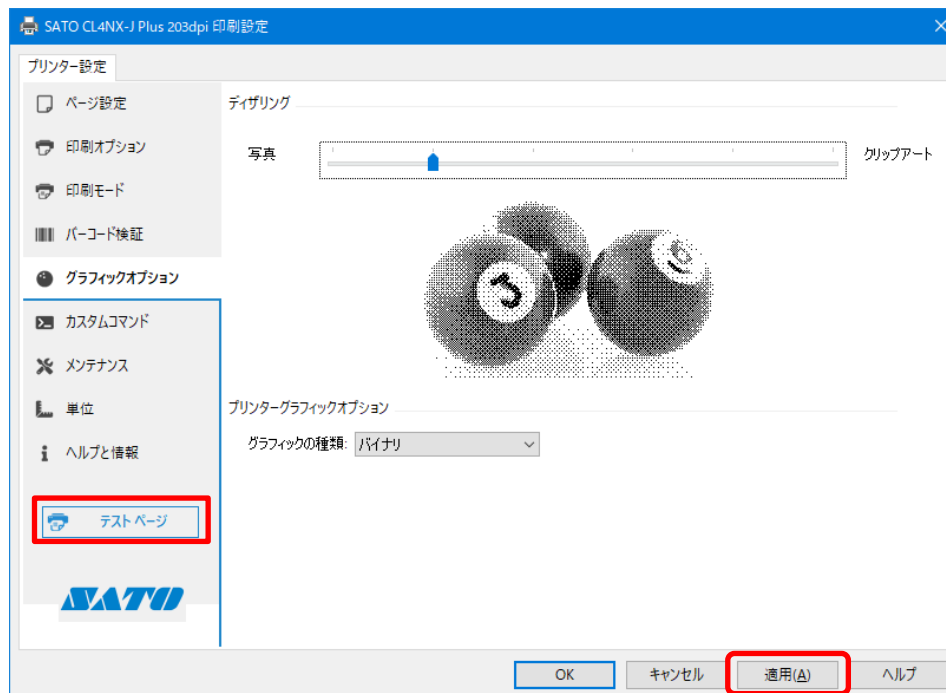 SATO CL4NX-J Plus 203dpi 印刷設定
プリンター設定
ページ設定
印刷オプション
印刷モード
バーコード検証
グラフィックオプション
カスタムコマンド
メンテナンス
単位
ヘルプと情報
テスト ページ
SATO
ディザリング
写真
クリップアート
3
プリンターグラフィックオプション
グラフィックの種類: バイナリ
OK
キャンセル
適用(A)
ヘルプ